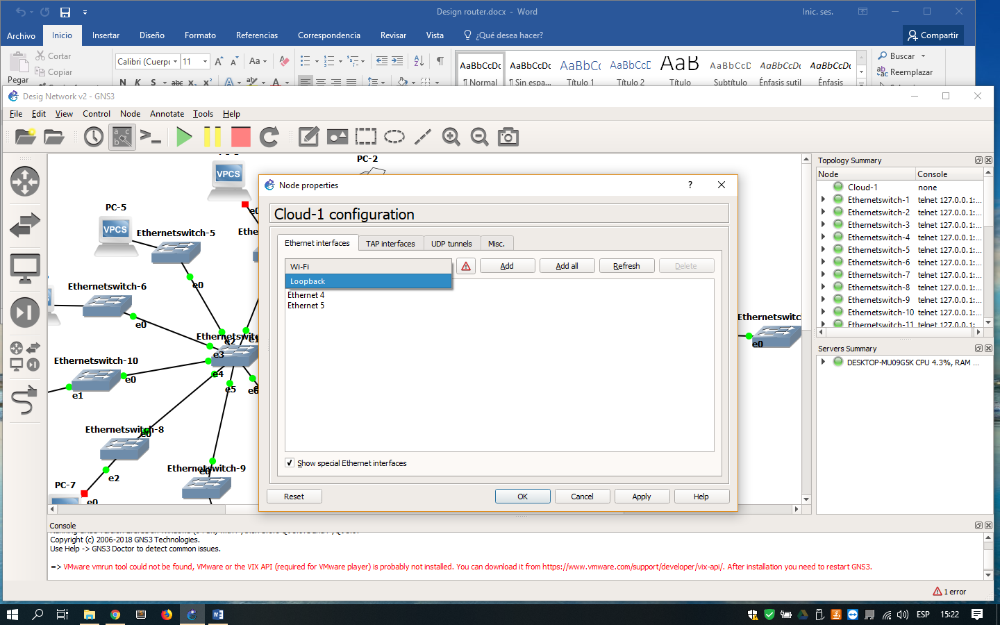 Design router.docx - Word
Inic. ses.
Archivo
Inicio
Insertar
Diseño
Formato
Referencias
Correspondencia
Revisar
Vista
¿Qué desea hacer?
Compartir
Cortar
Copiar
Pegar
Calibri (Cuerpo
11
Aa
N K S abc x₂ x²
AaBbCcDc
AaBbCcDc
AaBbC
AaBbCcD
AaB
AaBbCcD
AaBbCcDc
AaBbCcDc
¶ Normal
¶ Sin espa...
Título 1
Título 2
Título
Subtítulo
Énfasis sutil
Énfasis
Buscar
Reemplazar
Desig Network v2 - GNS3
File
Edit
View
Control
Node
Annotate
Tools
Help
PC-2
VPCS
PC-5
VPCS
Ethernetswitch-5
e0
Ethernetswitch-6
e0
Ethernetswitch-10
e0
e1
e2
e3
e4
e5
Ethernetswitch-8
e0
e2
Ethernetswitch-9
e0
PC-7
e0
e0
Node properties
?
Cloud-1 configuration
Ethernet interfaces
TAP interfaces
UDP tunnels
Misc.
Wi-Fi
Loopback
Add
Add all
Refresh
Delete
Ethernet 4
Ethernet 5
Show special Ethernet interfaces
Reset
OK
Cancel
Apply
Help
Topology Summary
Node
Console
Cloud-1 none
Ethernetswitch-1 telnet 127.0.0.1:...
Ethernetswitch-2 telnet 127.0.0.1:...
Ethernetswitch-3 telnet 127.0.0.1:...
Ethernetswitch-4 telnet 127.0.0.1:...
Ethernetswitch-5 telnet 127.0.0.1:...
Ethernetswitch-6 telnet 127.0.0.1:...
Ethernetswitch-7 telnet 127.0.0.1:...
Ethernetswitch-8 telnet 127.0.0.1:...
Ethernetswitch-9 telnet 127.0.0.1:...
Ethernetswitch-10 telnet 127.0.0.1:...
Ethernetswitch-11 telnet 127.0.0.1:...
Servers Summary
DESKTOP-MU09G5K CPU 4.3%, RAM ...
Console
Copyright (c) 2006-2018 GNS3 Technologies.
Use Help -> GNS3 Doctor to detect common issues.
=> VMware vmrun tool could not be found, VMware or the VIX API (required for VMware player) is probably not installed. You can download it from https://www.vmware.com/support/developer/vix-api/. After installation you need to restart GNS3.
1 error
ESP
15:22